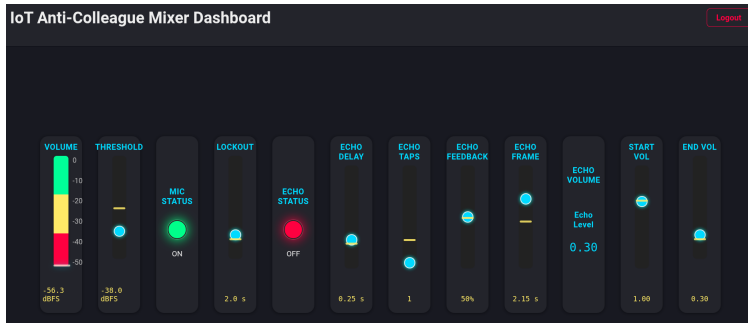 IoT Anti-Colleague Mixer Dashboard
Logout
VOLUME
0
-10
-20
-30
-40
-50
-56.3
dBFS
THRESHOLD
-38.0
dBFS
MIC
STATUS
ON
LOCKOUT
2.0 s
ECHO
STATUS
OFF
ECHO
DELAY
0.25 s
ECHO
TAPS
1
ECHO
FEEDBACK
50%
ECHO
FRAME
2.15 s
ECHO
VOLUME
Echo
Level
0.30
START
VOL
1.00
END VOL
0.30